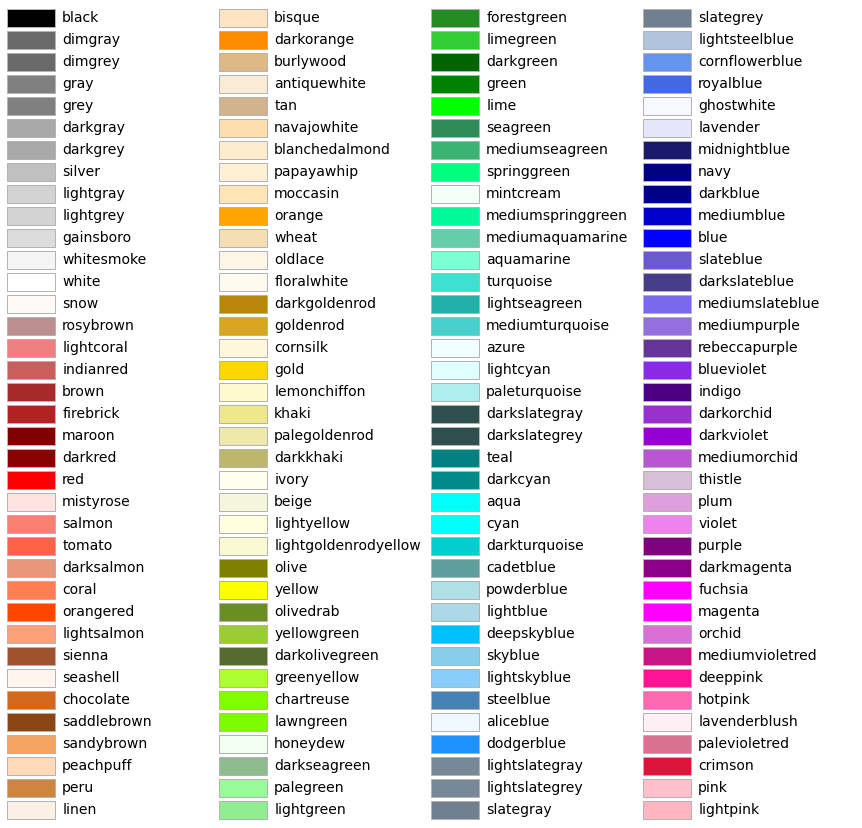 black
dimgray
dimgrey
gray
grey
darkgray
darkgrey
silver
lightgray
lightgrey
gainsboro
whitesmoke
white
snow
rosybrown
lightcoral
indianred
brown
firebrick
maroon
darkred
red
mistyrose
salmon
tomato
darksalmon
coral
orangered
lightsalmon
sienna
seashell
chocolate
saddlebrown
sandybrown
peachpuff
peru
linen
bisque
darkorange
burlywood
antiquewhite
tan
navajowhite
blanchedalmond
papayawhip
moccasin
orange
wheat
oldlace
floralwhite
darkgoldenrod
goldenrod
cornsilk
gold
lemonchiffon
khaki
palegoldenrod
darkkhaki
ivory
beige
lightyellow
lightgoldenrodyellow
olive
yellow
olivedrab
yellowgreen
darkolivegreen
greenyellow
chartreuse
lawngreen
honeydew
darkseagreen
palegreen
lightgreen
forestgreen
limegreen
darkgreen
green
lime
seagreen
mediumseagreen
springgreen
mintcream
mediumspringgreen
mediumaquamarine
aquamarine
turquoise
lightseagreen
mediumturquoise
azure
lightcyan
paleturquoise
darkslategray
darkslategrey
teal
darkcyan
aqua
cyan
darkturquoise
cadetblue
powderblue
lightblue
deepskyblue
skyblue
lightskyblue
steelblue
aliceblue
dodgerblue
lightslategray
lightslategrey
slategray
slategrey
lightsteelblue
cornflowerblue
royalblue
ghostwhite
lavender
midnightblue
navy
darkblue
mediumblue
blue
slateblue
darkslateblue
mediumslateblue
mediumpurple
rebeccapurple
blueviolet
indigo
darkorchid
darkviolet
mediumorchid
thistle
plum
violet
purple
darkmagenta
fuchsia
magenta
orchid
mediumvioletred
deeppink
hotpink
lavenderblush
palevioletred
crimson
pink
lightpink